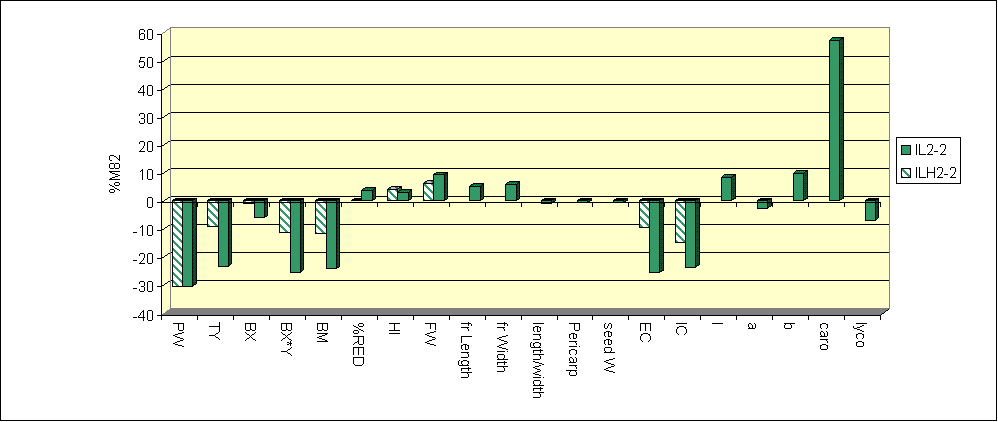 60
50
40
30
20
10
0
-10
-20
-30
-40
%M82
PW
TY
BX
BX*Y
BM
%RED
HI
FW
fr Length
fr Width
length/width
Pericarp
seed W
EC
IC
l
a
b
caro
lyco
IL2-2
ILH2-2